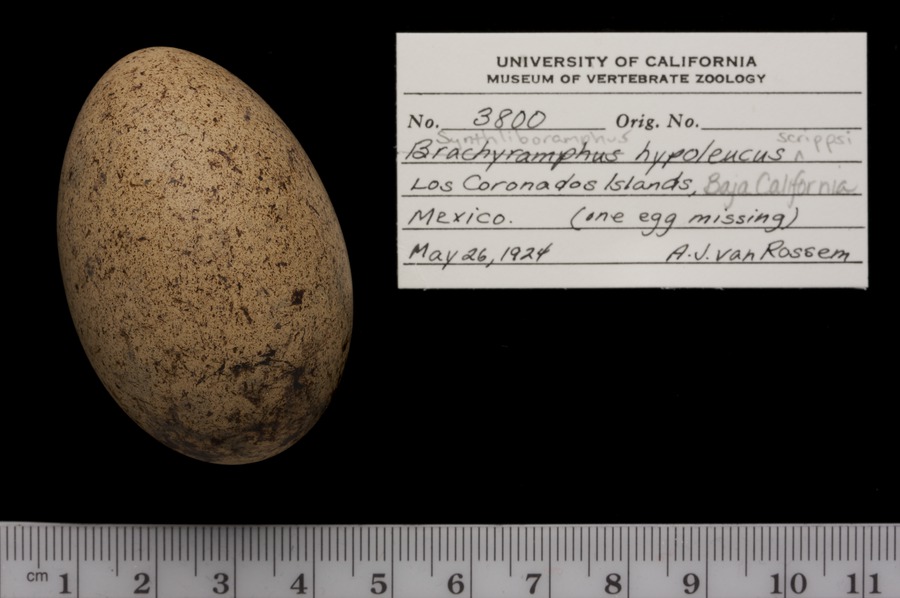 UNIVERSITY OF CALIFORNIA
MUSEUM OF VERTEBRATE ZOOLOGY
No. 3800 Orig. No.
Synthliboramphus scrippsi
Brachyramphus hypoleucus ^
Los Coronados Islands, Baja California
Mexico. (one egg missing)
May 26, 1924 A.J. van Rossem
cm 1 2 3 4 5 6 7 8 9 10 11